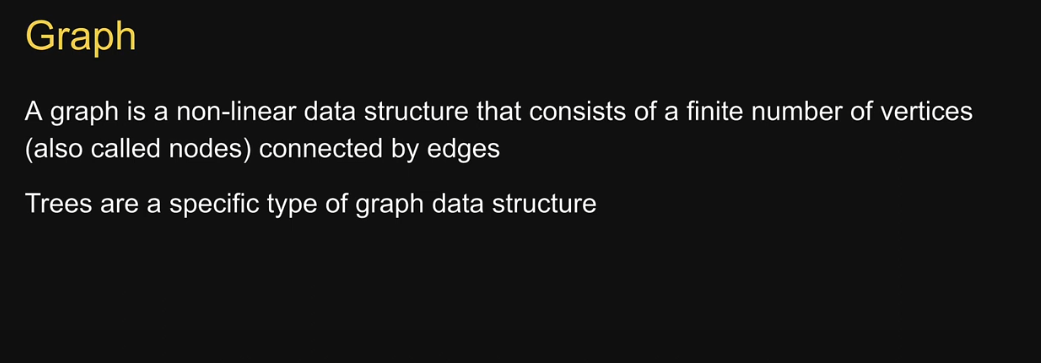 Graph
A graph is a non-linear data structure that consists of a finite number of vertices
(also called nodes) connected by edges
Trees are a specific type of graph data structure